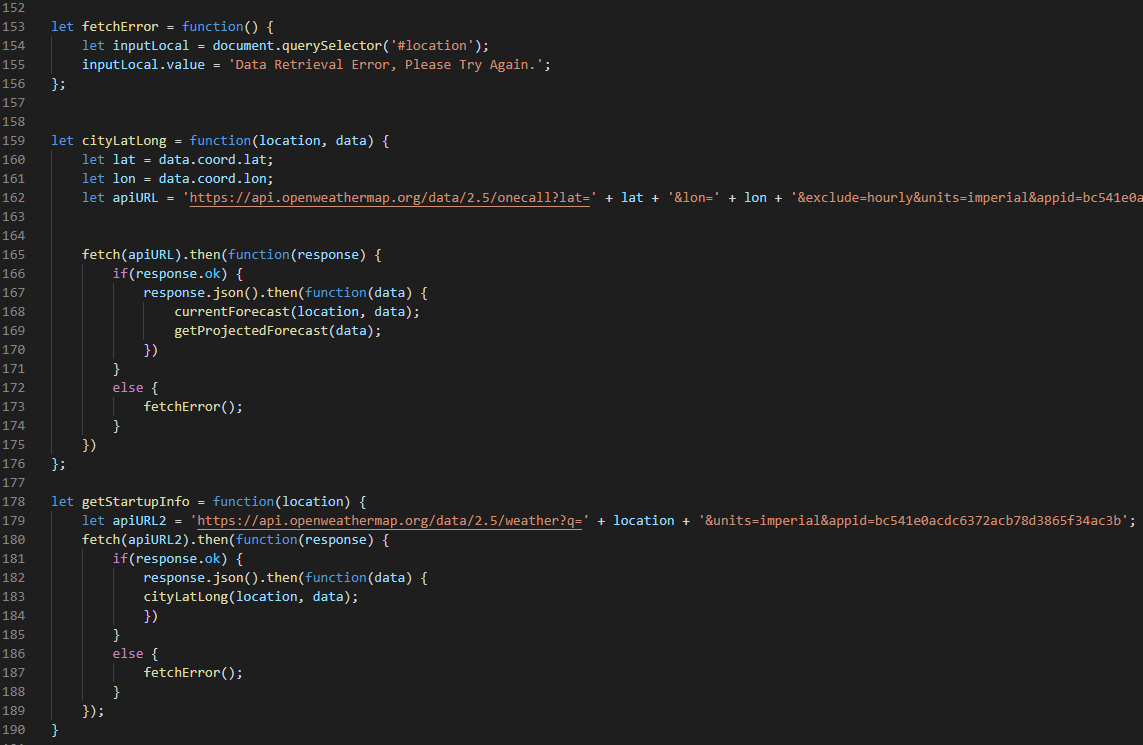 152
153 let fetchError = function() {
154 let inputLocal = document.querySelector('#location');
155 inputLocal.value = 'Data Retrieval Error, Please Try Again.';
156 };
157
158
159 let cityLatLong = function(location, data) {
160 let lat = data.coord.lat;
161 let lon = data.coord.lon;
162 let apiURL = 'https://api.openweathermap.org/data/2.5/onecall?lat=' + lat + '&lon=' + lon + '&exclude=hourly&units=imperial&appid=bc541e0a
163
164
165 fetch(apiURL).then(function(response) {
166 if(response.ok) {
167 response.json().then(function(data) {
168 currentForecast(location, data);
169 getProjectedForecast(data);
170 })
171 }
172 else {
173 fetchError();
174 }
175 })
176 };
177
178 let getStartupInfo = function(location) {
179 let apiURL2 = 'https://api.openweathermap.org/data/2.5/weather?q=' + location + '&units=imperial&appid=bc541e0acdc6372acb78d3865f34ac3b';
180 fetch(apiURL2).then(function(response) {
181 if(response.ok) {
182 response.json().then(function(data) {
183 cityLatLong(location, data);
184 })
185 }
186 else {
187 fetchError();
188 }
189 });
190 }